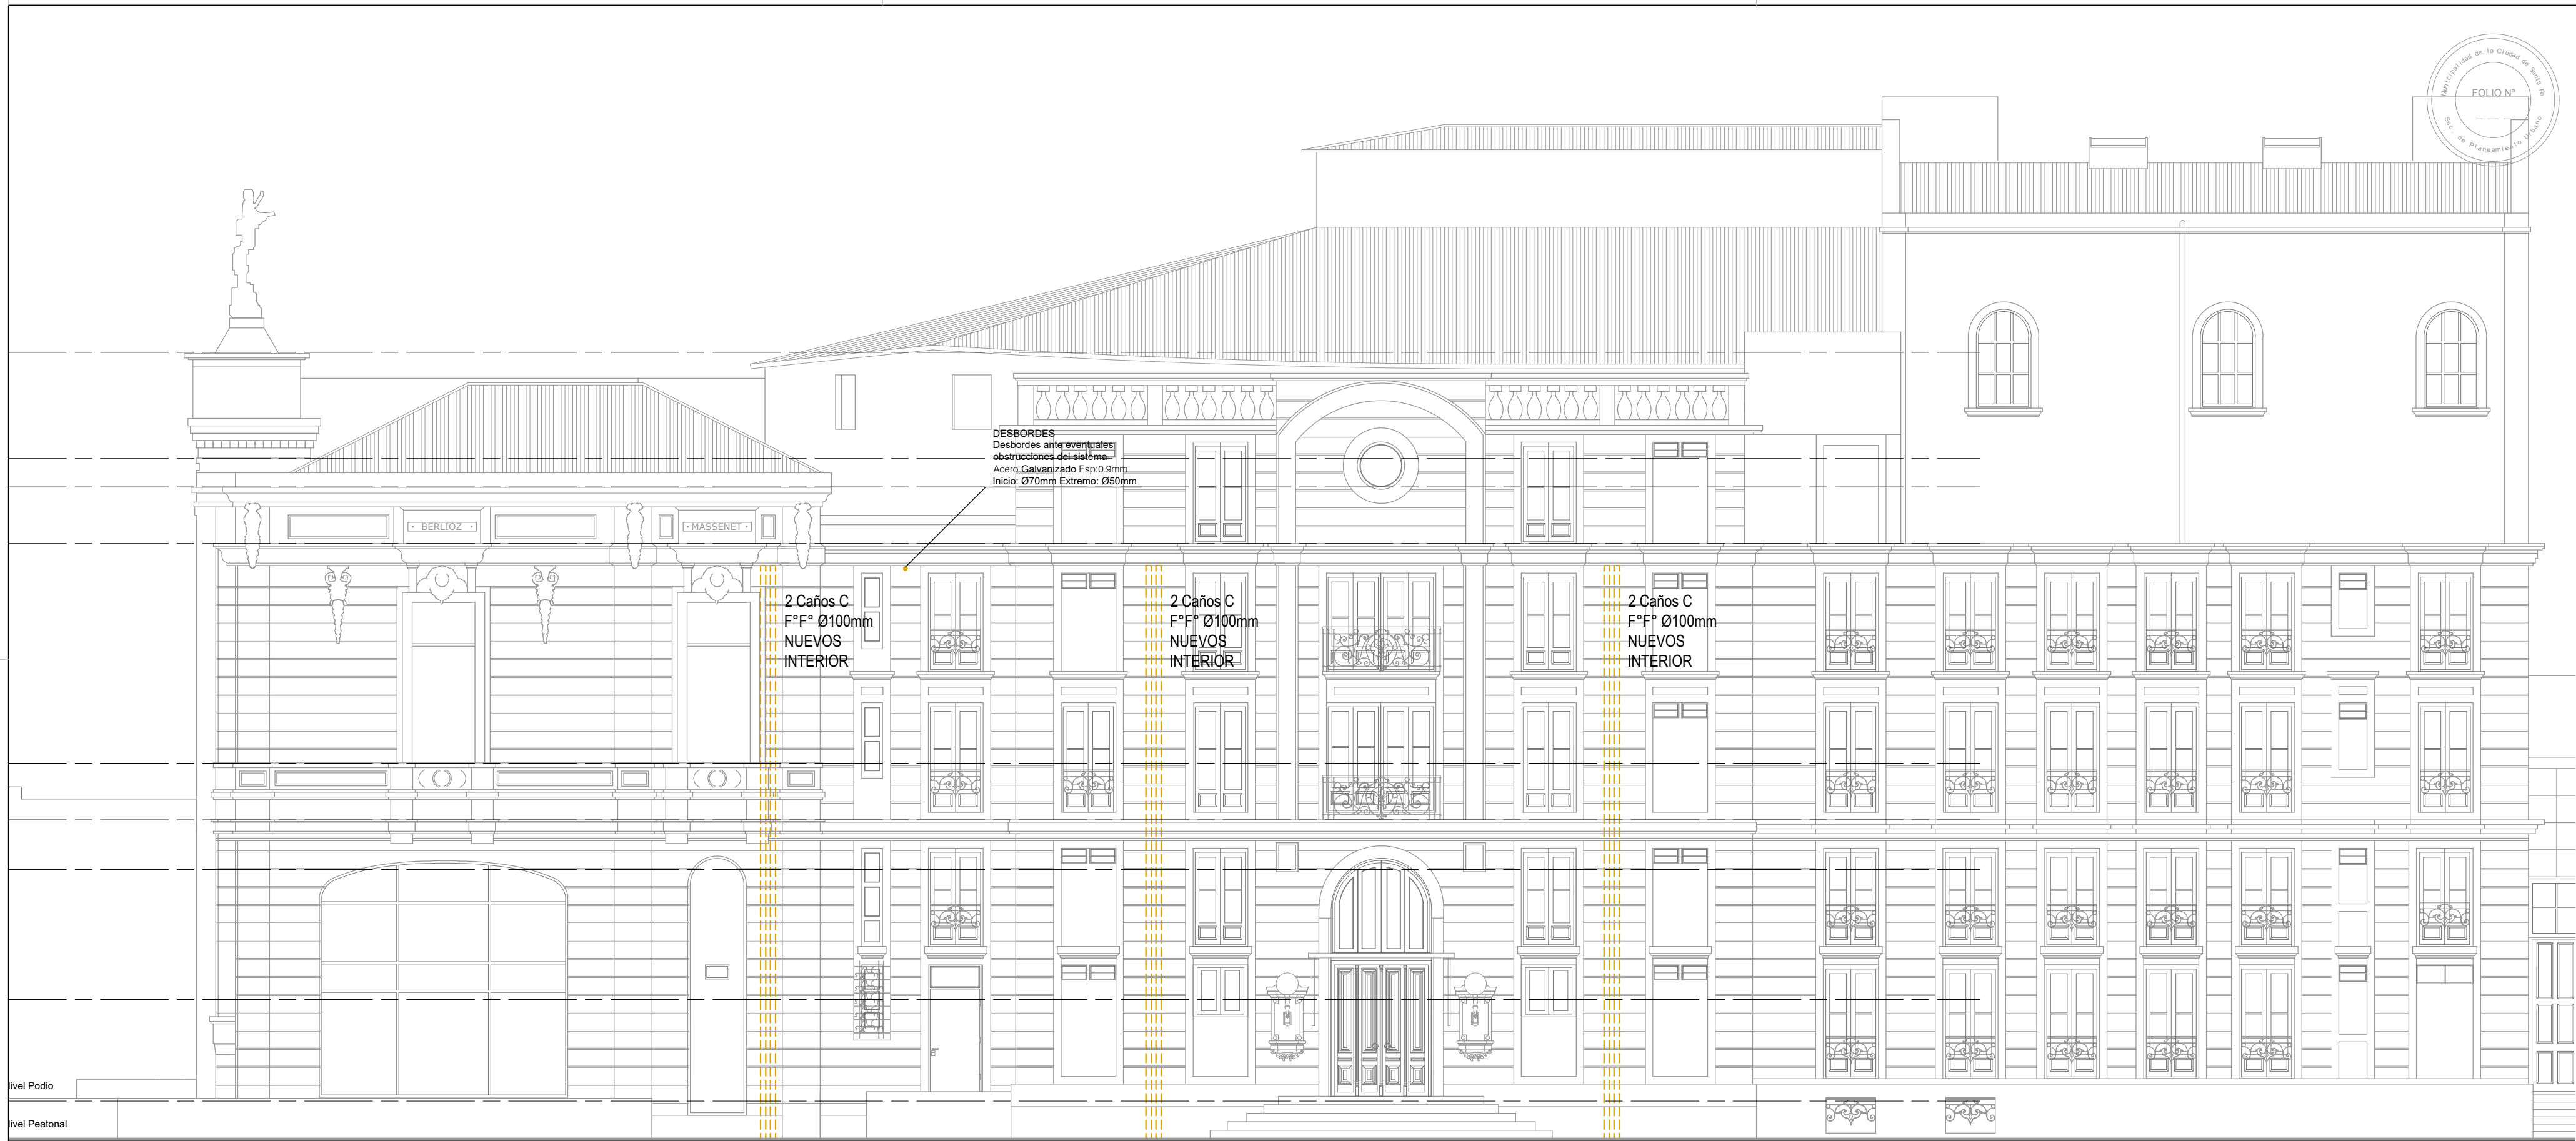 Municipalidad de la Ciudad de Santa Fe
FOLIO Nº
Sec. de Planeamiento Urbano
DESBORDES
Desbordes ante eventuales
obstrucciones del sistema
Acero Galvanizado Esp:0.9mm
Inicio: Ø70mm Extremo: Ø50mm
· BERLIOZ ·
· MASSENET ·
2 Caños C
F°F° Ø100mm
NUEVOS
INTERIOR
2 Caños C
F°F° Ø100mm
NUEVOS
INTERIOR
2 Caños C
F°F° Ø100mm
NUEVOS
INTERIOR
ivel Podio
ivel Peatonal